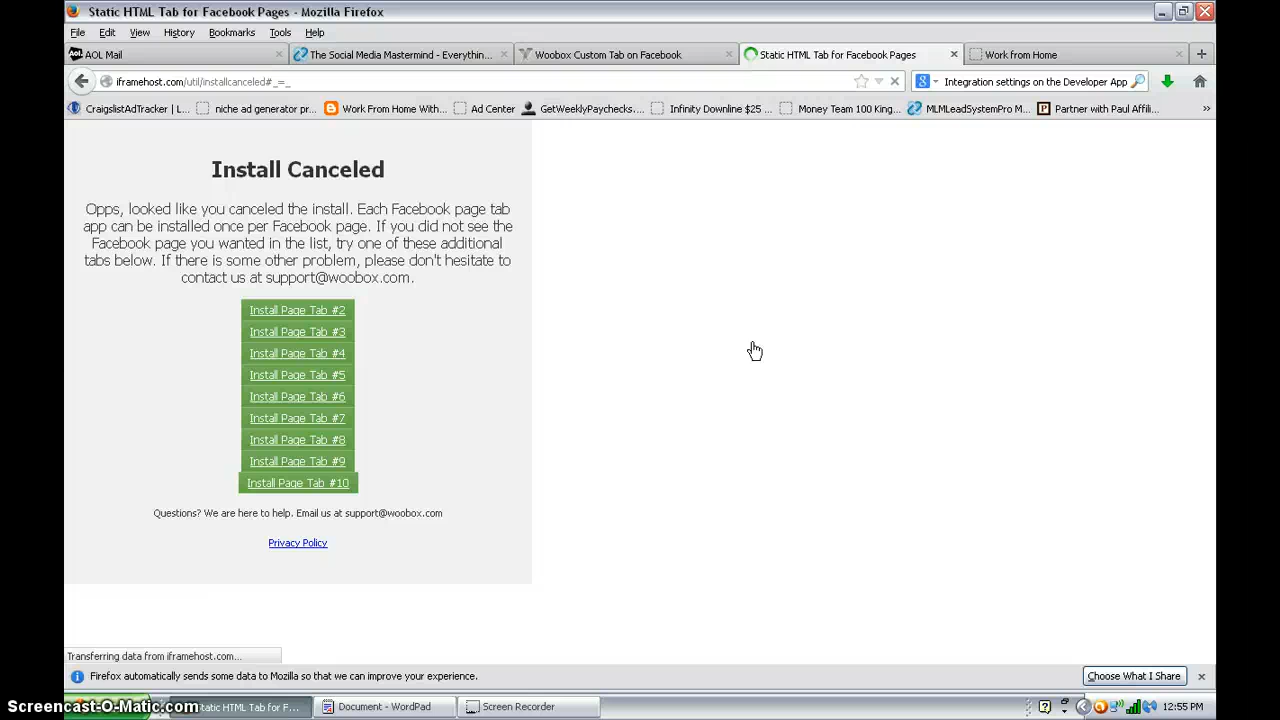 Static HTML Tab for Facebook Pages - Mozilla Firefox
File Edit View History Bookmarks Tools Help
AOL Mail
The Social Media Mastermind - Everythin...
Woobox Custom Tab on Facebook
Static HTML Tab for Facebook Pages
Work from Home
iframehost.com/util/installcanceled#_=_
Integration settings on the Developer App
CraigslistAdTracker | L...
niche ad generator pr...
Work From Home With...
Ad Center
GetWeeklyPaychecks....
Infinity Downline $25 ...
Money Team 100 King...
MLMLeadSystemPro M...
Partner with Paul Affili...
Install Canceled
Opps, looked like you canceled the install. Each Facebook page tab
app can be installed once per Facebook page. If you did not see the
Facebook page you wanted in the list, try one of these additional
tabs below. If there is some other problem, please don't hesitate to
contact us at support@woobox.com.
Install Page Tab #2
Install Page Tab #3
Install Page Tab #4
Install Page Tab #5
Install Page Tab #6
Install Page Tab #7
Install Page Tab #8
Install Page Tab #9
Install Page Tab #10
Questions? We are here to help. Email us at support@woobox.com
Privacy Policy
Transferring data from iframehost.com...
Firefox automatically sends some data to Mozilla so that we can improve your experience.
Choose What I Share
Screencast-O-Matic.com
Static HTML Tab for F...
Document - WordPad
ScreenRecorder
12:55 PM